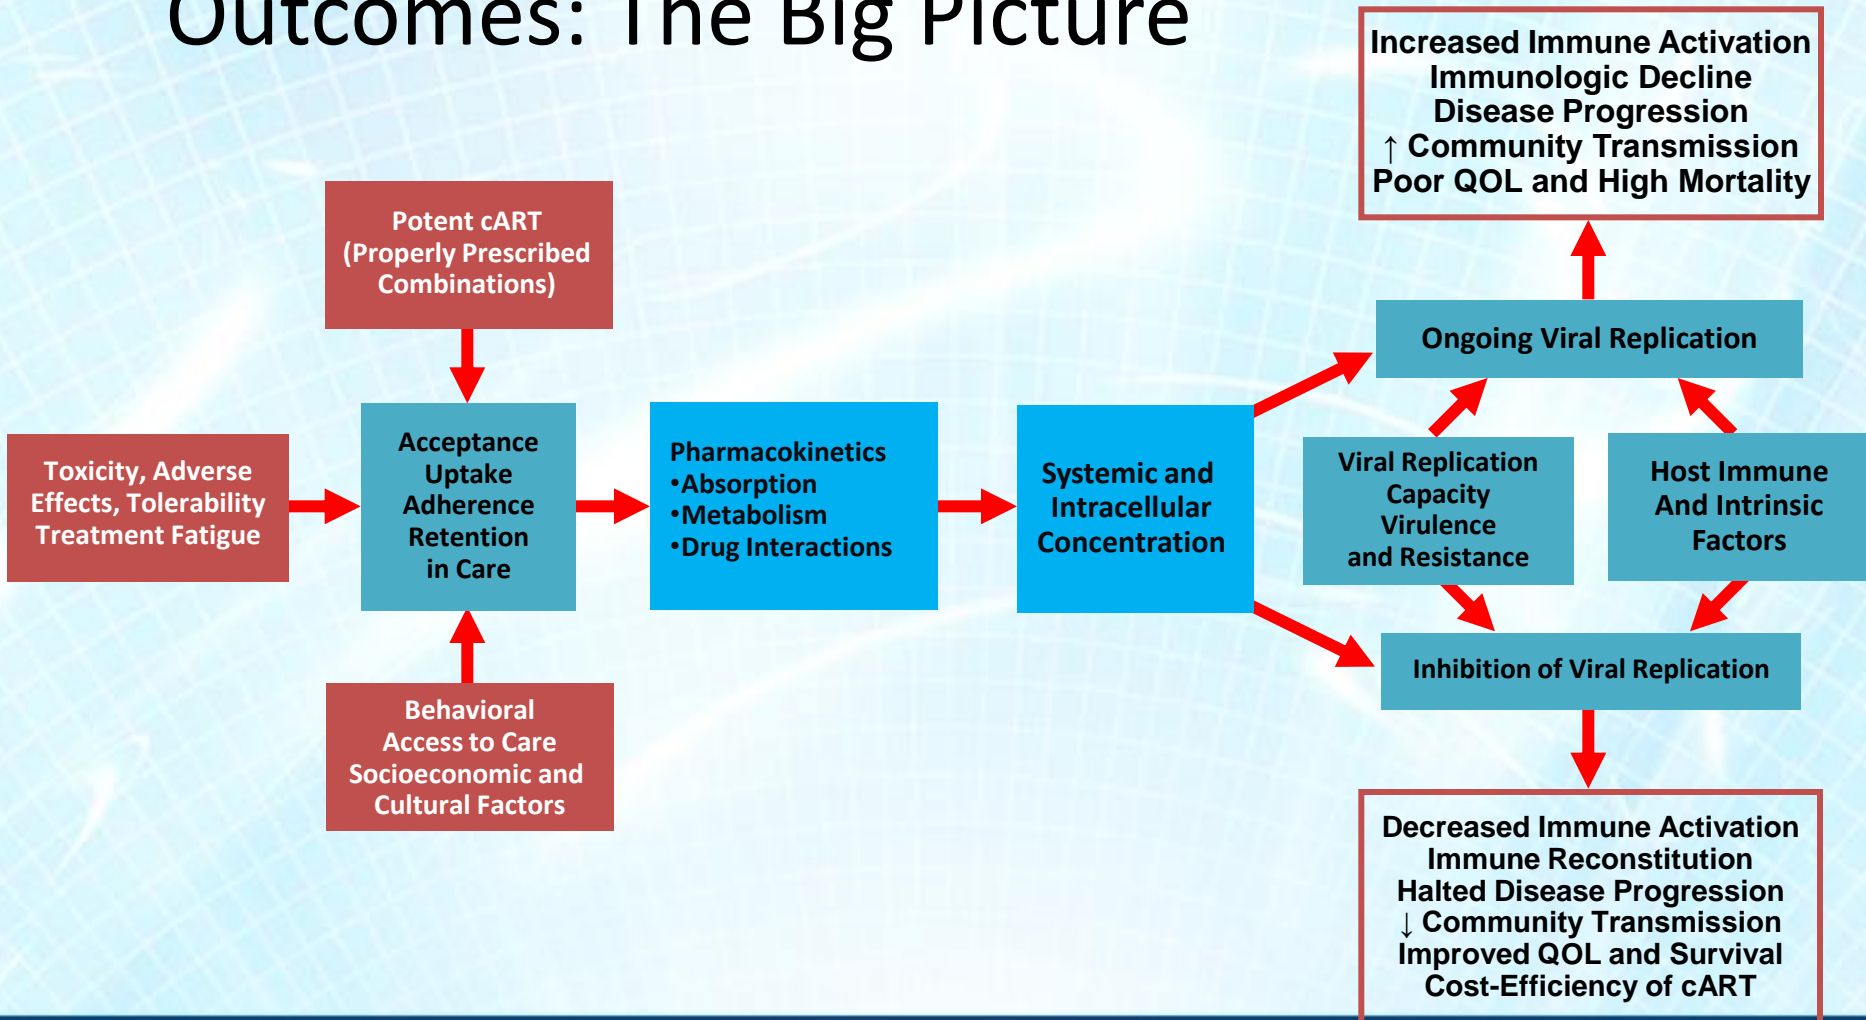 Outcomes: The Big Picture
Increased Immune Activation
Immunologic Decline
Disease Progression
↑ Community Transmission
Poor QOL and High Mortality
Potent cART
(Properly Prescribed
Combinations)
Ongoing Viral Replication
Toxicity, Adverse
Effects, Tolerability
Treatment Fatigue
Acceptance
Uptake
Adherence
Retention
in Care
Pharmacokinetics
•Absorption
•Metabolism
•Drug Interactions
Systemic and
Intracellular
Concentration
Viral Replication
Capacity
Virulence
and Resistance
Host Immune
And Intrinsic
Factors
Inhibition of Viral Replication
Behavioral
Access to Care
Socioeconomic and
Cultural Factors
Decreased Immune Activation
Immune Reconstitution
Halted Disease Progression
↓ Community Transmission
Improved QOL and Survival
Cost-Efficiency of cART